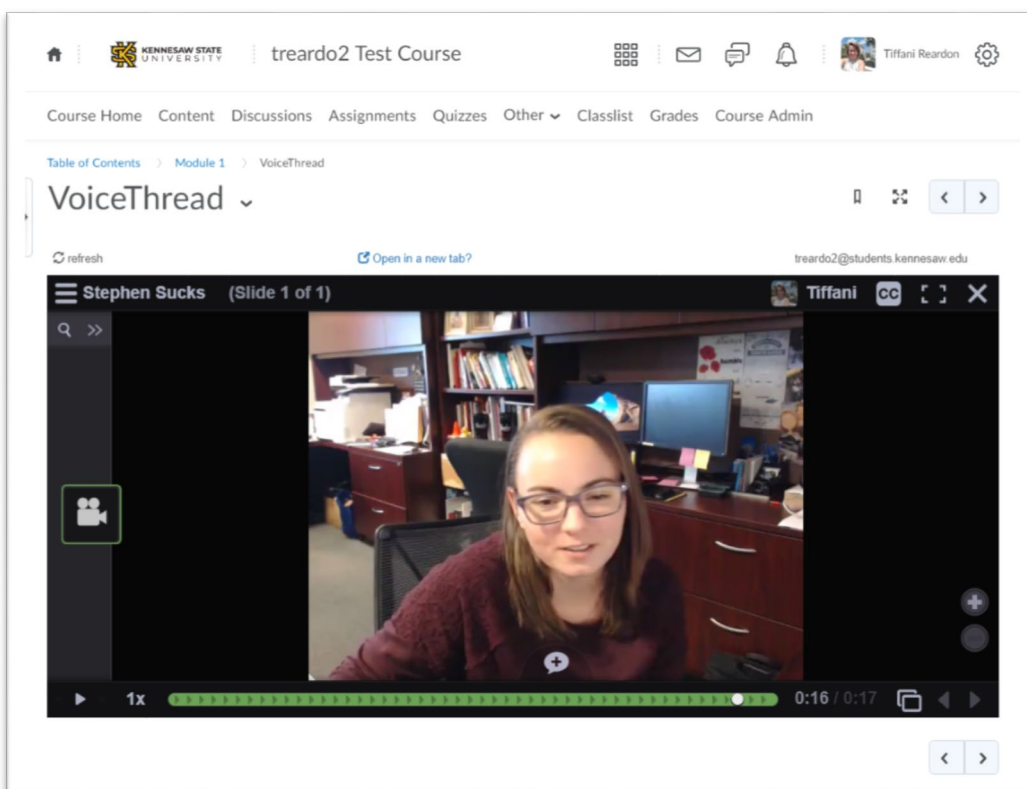 KENNESAW STATE UNIVERSITY treardo2 Test Course Tiffani Reardon
Course Home Content Discussions Assignments Quizzes Other Classlist Grades Course Admin
Table of Contents > Module 1 > VoiceThread
VoiceThread
refresh Open in a new tab? treardo2@students.kennesaw.edu
Stephen Sucks (Slide 1 of 1) Tiffani CC
1x 0:16 / 0:17